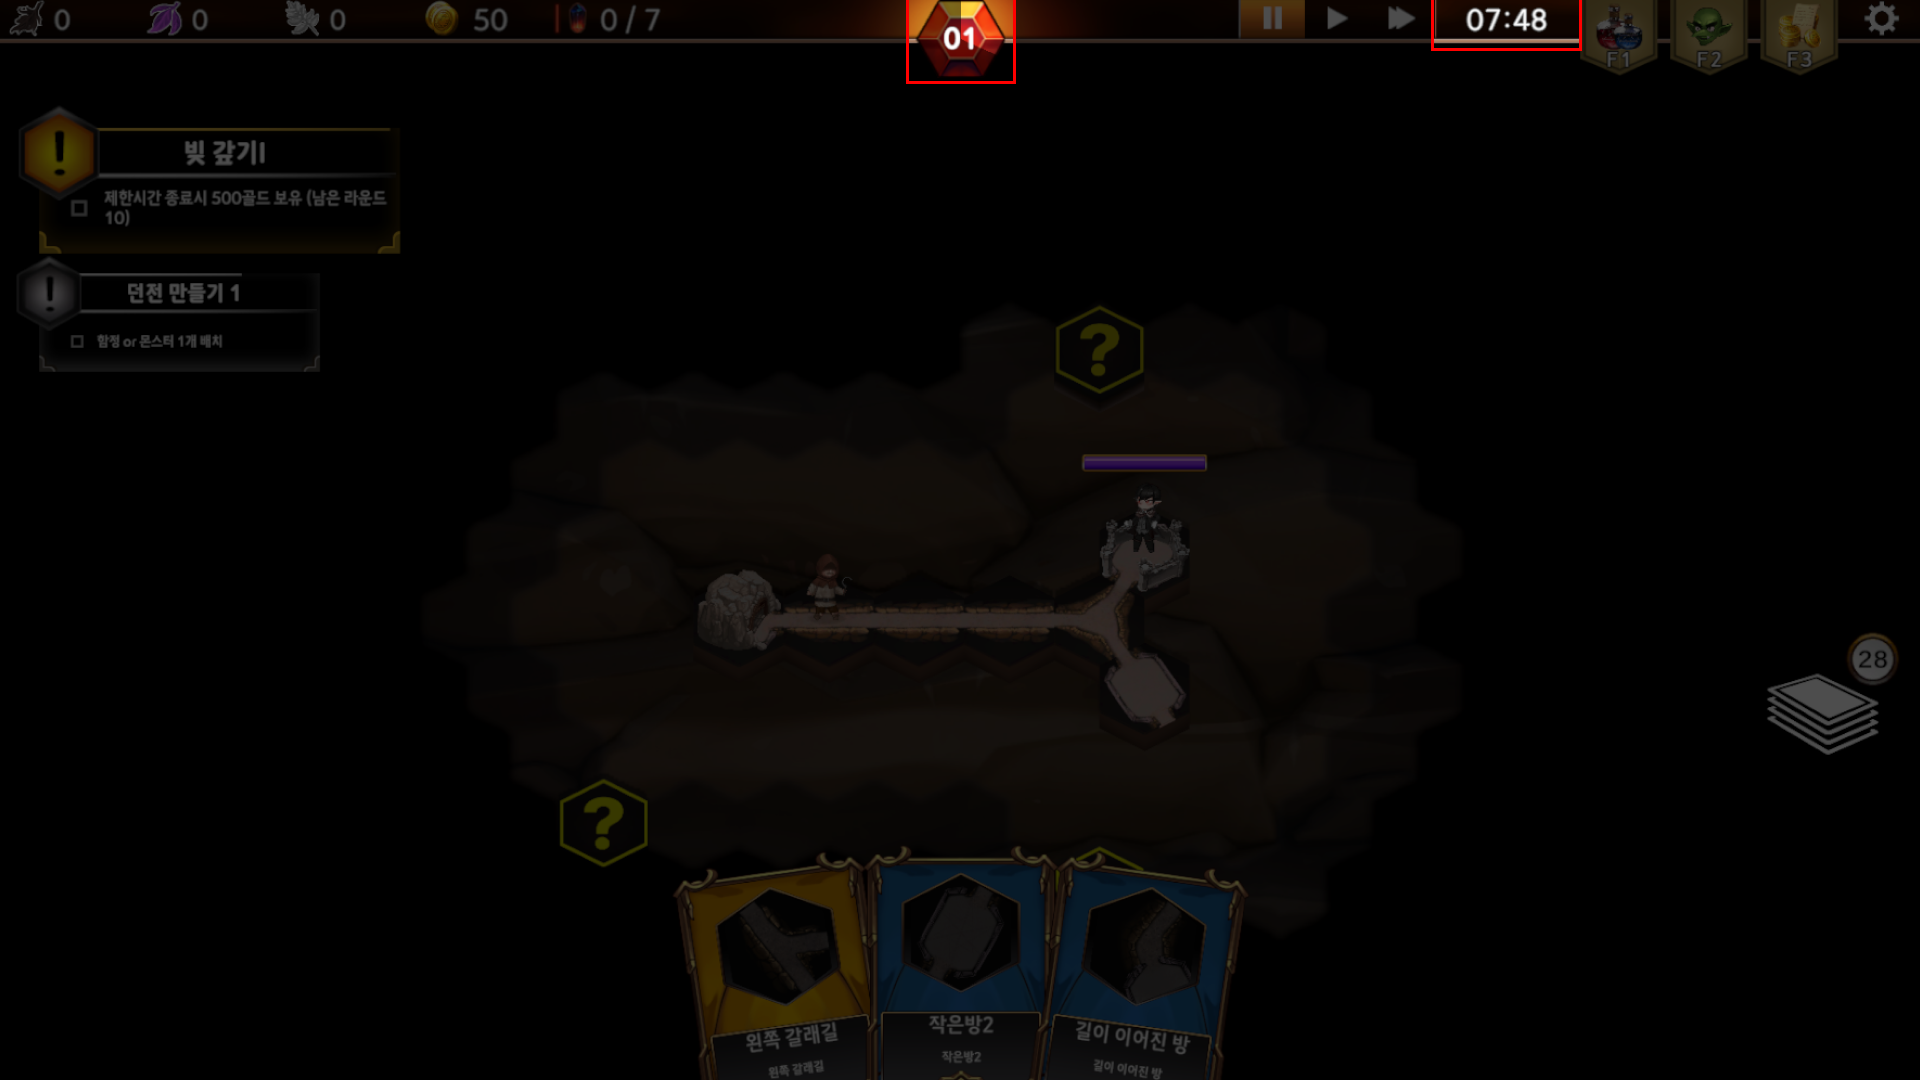 0 0 0 50 0 / 7 01 07:48
F1 F2 F3
빚 갚기I
제한시간 종료시 500골드 보유 (남은 라운드
10)
던전 만들기 1
함정 or 몬스터 1개 배치
?
28
?
왼쪽 갈래길
왼쪽 갈래길
작은방2
작은방2
길이 이어진 방
길이 이어진 방